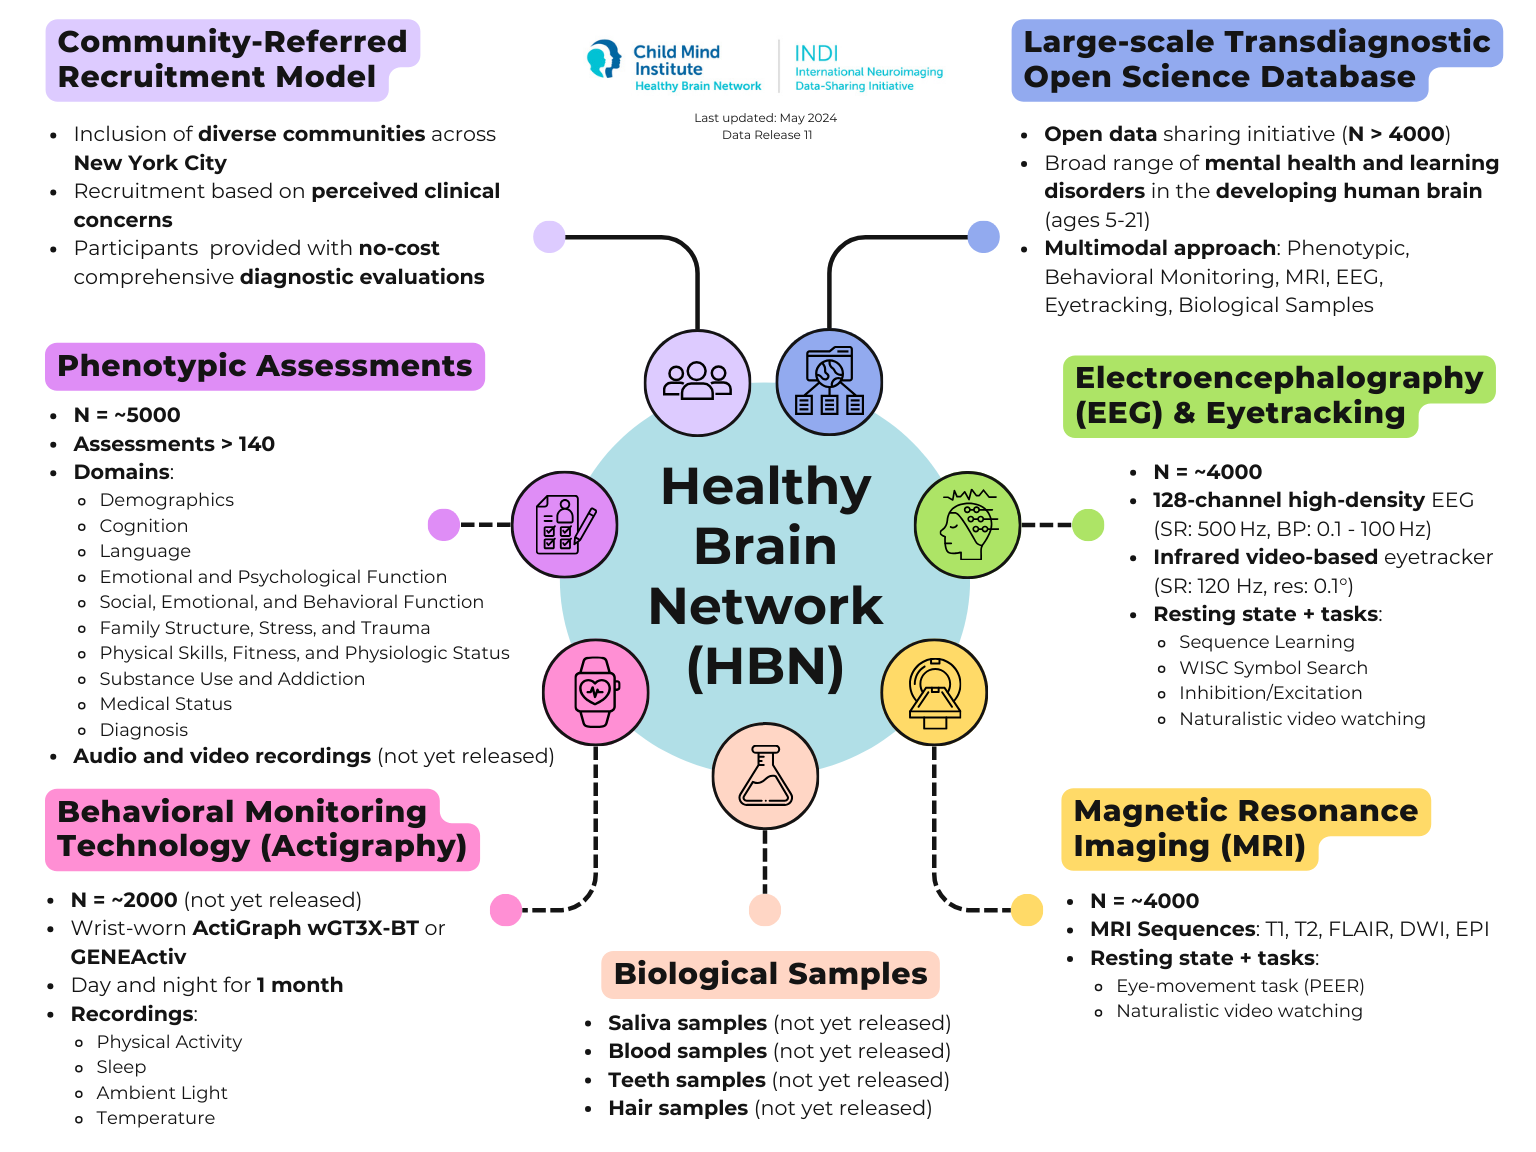 Community-Referred
Recruitment Model
• Inclusion of diverse communities across
New York City
• Recruitment based on perceived clinical
concerns
• Participants provided with no-cost
comprehensive diagnostic evaluations
Child Mind
Institute
Healthy Brain Network
INDI
International Neuroimaging
Data-Sharing Initiative
Last updated: May 2024
Data Release 11
Large-scale Transdiagnostic
Open Science Database
• Open data sharing initiative (N > 4000)
• Broad range of mental health and learning
disorders in the developing human brain
(ages 5-21)
• Multimodal approach: Phenotypic,
Behavioral Monitoring, MRI, EEG,
Eyetracking, Biological Samples
Phenotypic Assessments
• N = ~5000
• Assessments > 140
• Domains:
Demographics
Cognition
Language
Emotional and Psychological Function
Social, Emotional, and Behavioral Function
Family Structure, Stress, and Trauma
Physical Skills, Fitness, and Physiologic Status
Substance Use and Addiction
Medical Status
Diagnosis
• Audio and video recordings (not yet released)
Healthy
Brain
Network
(HBN)
Electroencephalography
(EEG) & Eyetracking
• N = ~4000
• 128-channel high-density EEG
(SR: 500 Hz, BP: 0.1 - 100 Hz)
• Infrared video-based eyetracker
(SR: 120 Hz, res: 0.1°)
• Resting state + tasks:
Sequence Learning
WISC Symbol Search
Inhibition/Excitation
Naturalistic video watching
Behavioral Monitoring
Technology (Actigraphy)
• N = ~2000 (not yet released)
• Wrist-worn ActiGraph wGT3X-BT or
GENEActiv
• Day and night for 1 month
• Recordings:
Physical Activity
Sleep
Ambient Light
Temperature
Biological Samples
• Saliva samples (not yet released)
• Blood samples (not yet released)
• Teeth samples (not yet released)
• Hair samples (not yet released)
Magnetic Resonance
Imaging (MRI)
• N = ~4000
• MRI Sequences: T1, T2, FLAIR, DWI, EPI
• Resting state + tasks:
Eye-movement task (PEER)
Naturalistic video watching